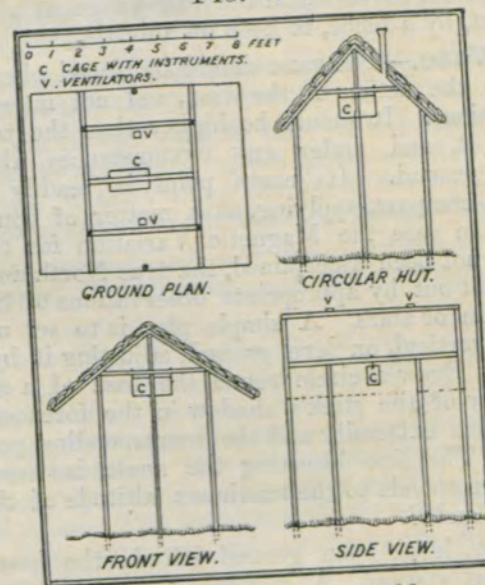 0 1 2 3 4 5 6 7 8 FEET
C CAGE WITH INSTRUMENTS.
V. VENTILATORS.
V
C
V
GROUND PLAN.
C
CIRCULAR HUT.
C
FRONT VIEW.
V V
C
SIDE VIEW.